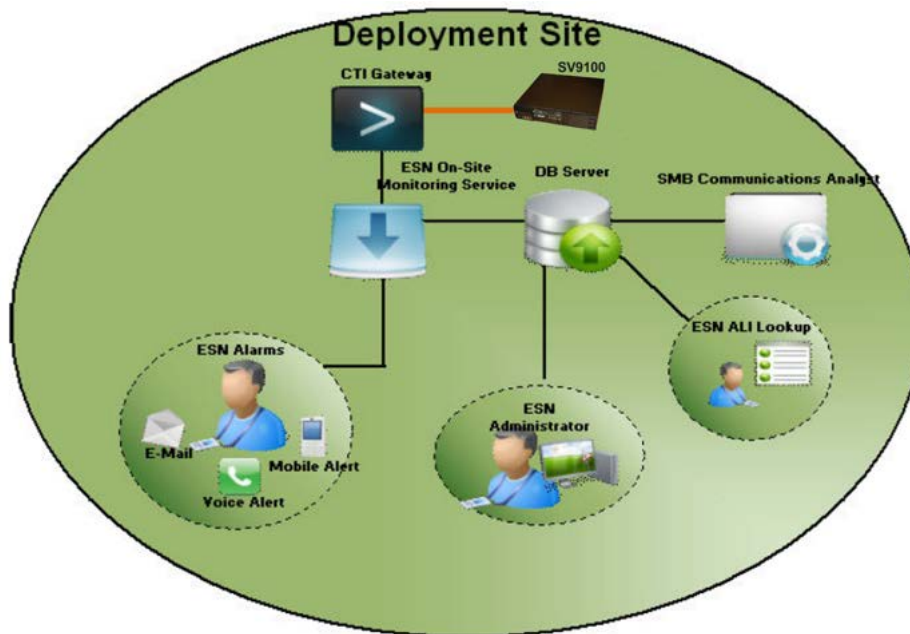 Deployment Site
CTI Gateway
SV9100
ESN On-Site
Monitoring Service
DB Server
SMB Communications Analyst
ESN ALI Lookup
ESN Alarms
E-Mail
Mobile Alert
Voice Alert
ESN
Administrator